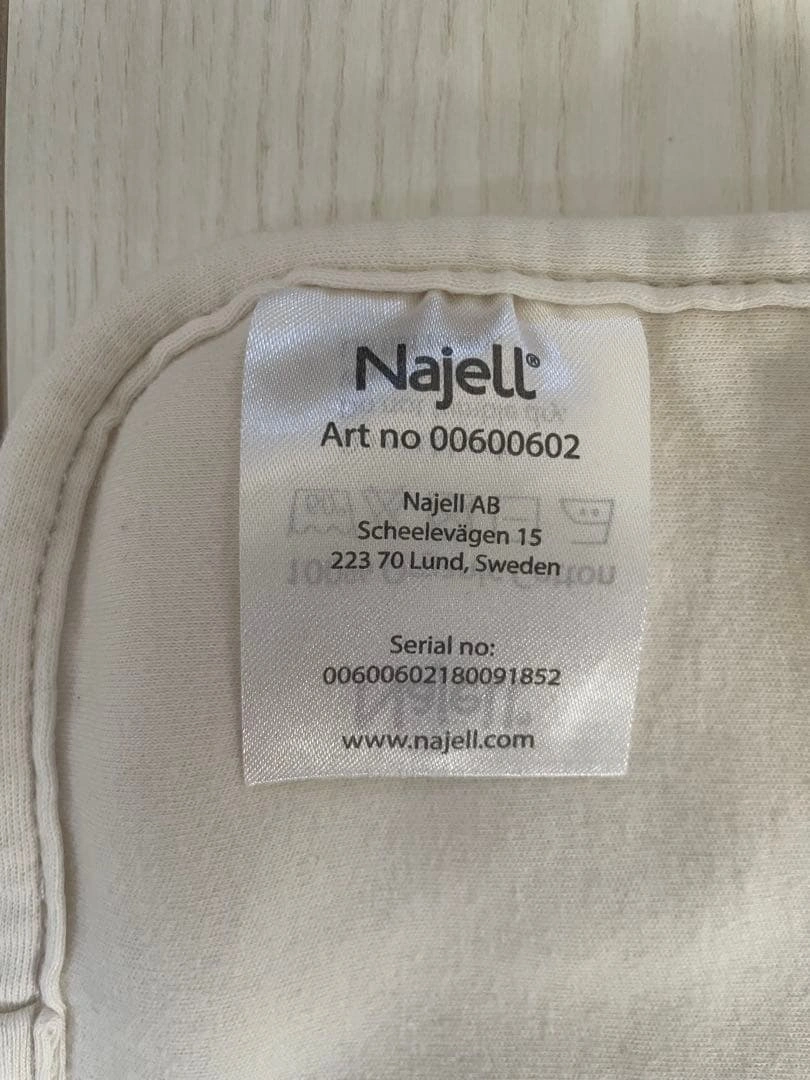 Najell®
Art no 00600602
Najell AB
Scheelevägen 15
223 70 Lund, Sweden
Serial no:
00600602180091852
www.najell.com